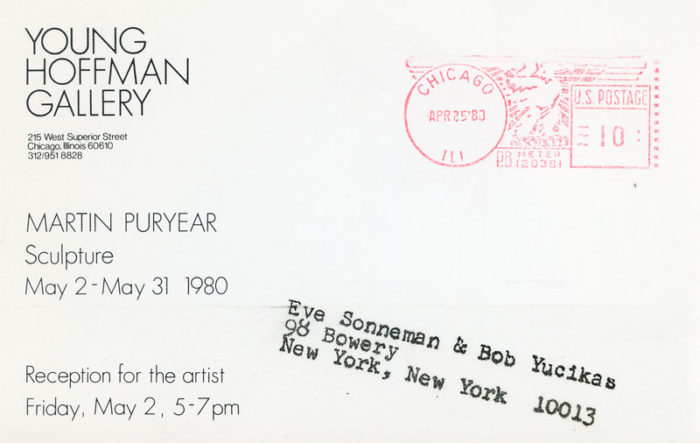 YOUNG
HOFFMAN
GALLERY
215 West Superior Street
Chicago, Illinois 60610
312/951 8828
CHICAGO
APR 25'80
ILL
U.S. POSTAGE
10
P.B. METER
120381
MARTIN PURYEAR
Sculpture
May 2 - May 31 1980
Eve Sonneman & Bob Yucikas
98 Bowery
New York, New York 10013
Reception for the artist
Friday, May 2, 5-7pm